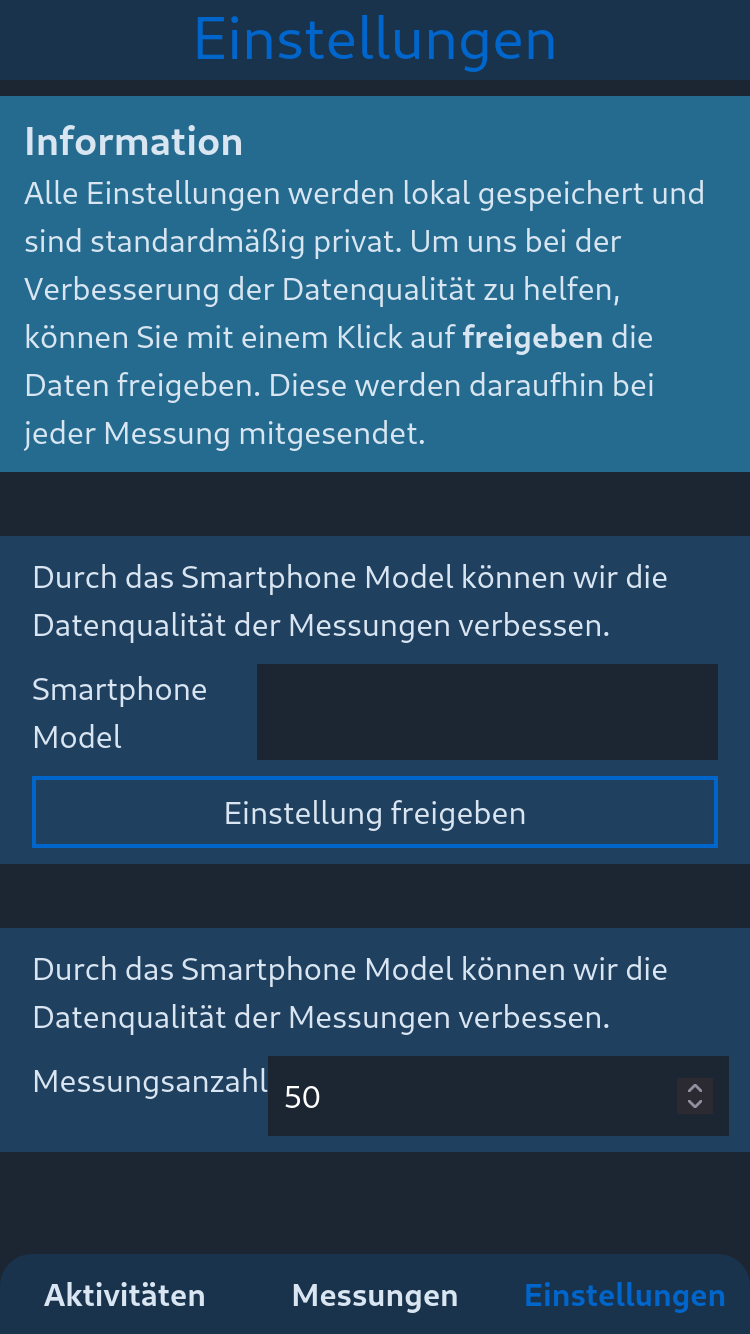 Einstellungen
Information
Alle Einstellungen werden lokal gespeichert und
sind standardmäßig privat. Um uns bei der
Verbesserung der Datenqualität zu helfen,
können Sie mit einem Klick auf freigeben die
Daten freigeben. Diese werden daraufhin bei
jeder Messung mitgesendet.
Durch das Smartphone Model können wir die
Datenqualität der Messungen verbessen.
Smartphone
Model
Einstellung freigeben
Durch das Smartphone Model können wir die
Datenqualität der Messungen verbessen.
Messungsanzahl 50
Aktivitäten Messungen Einstellungen